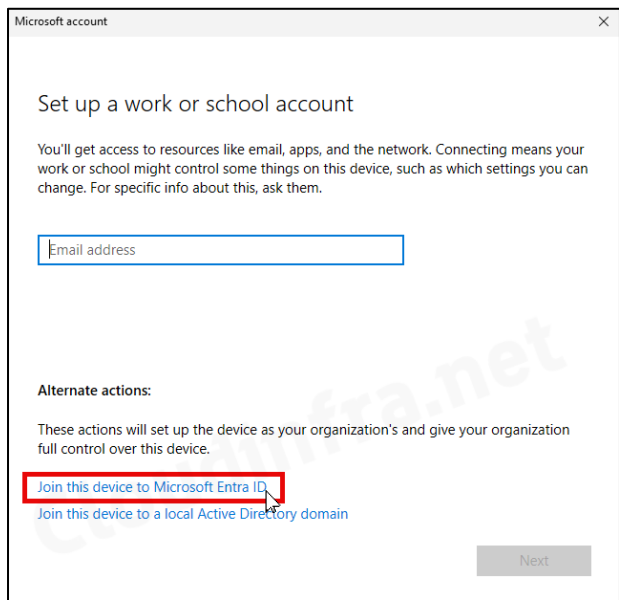 Microsoft account
Set up a work or school account
You'll get access to resources like email, apps, and the network. Connecting means your
work or school might control some things on this device, such as which settings you can
change. For specific info about this, ask them.
Email address
Alternate actions:
These actions will set up the device as your organization's and give your organization
full control over this device.
Join this device to Microsoft Entra ID
Join this device to a local Active Directory domain
Next